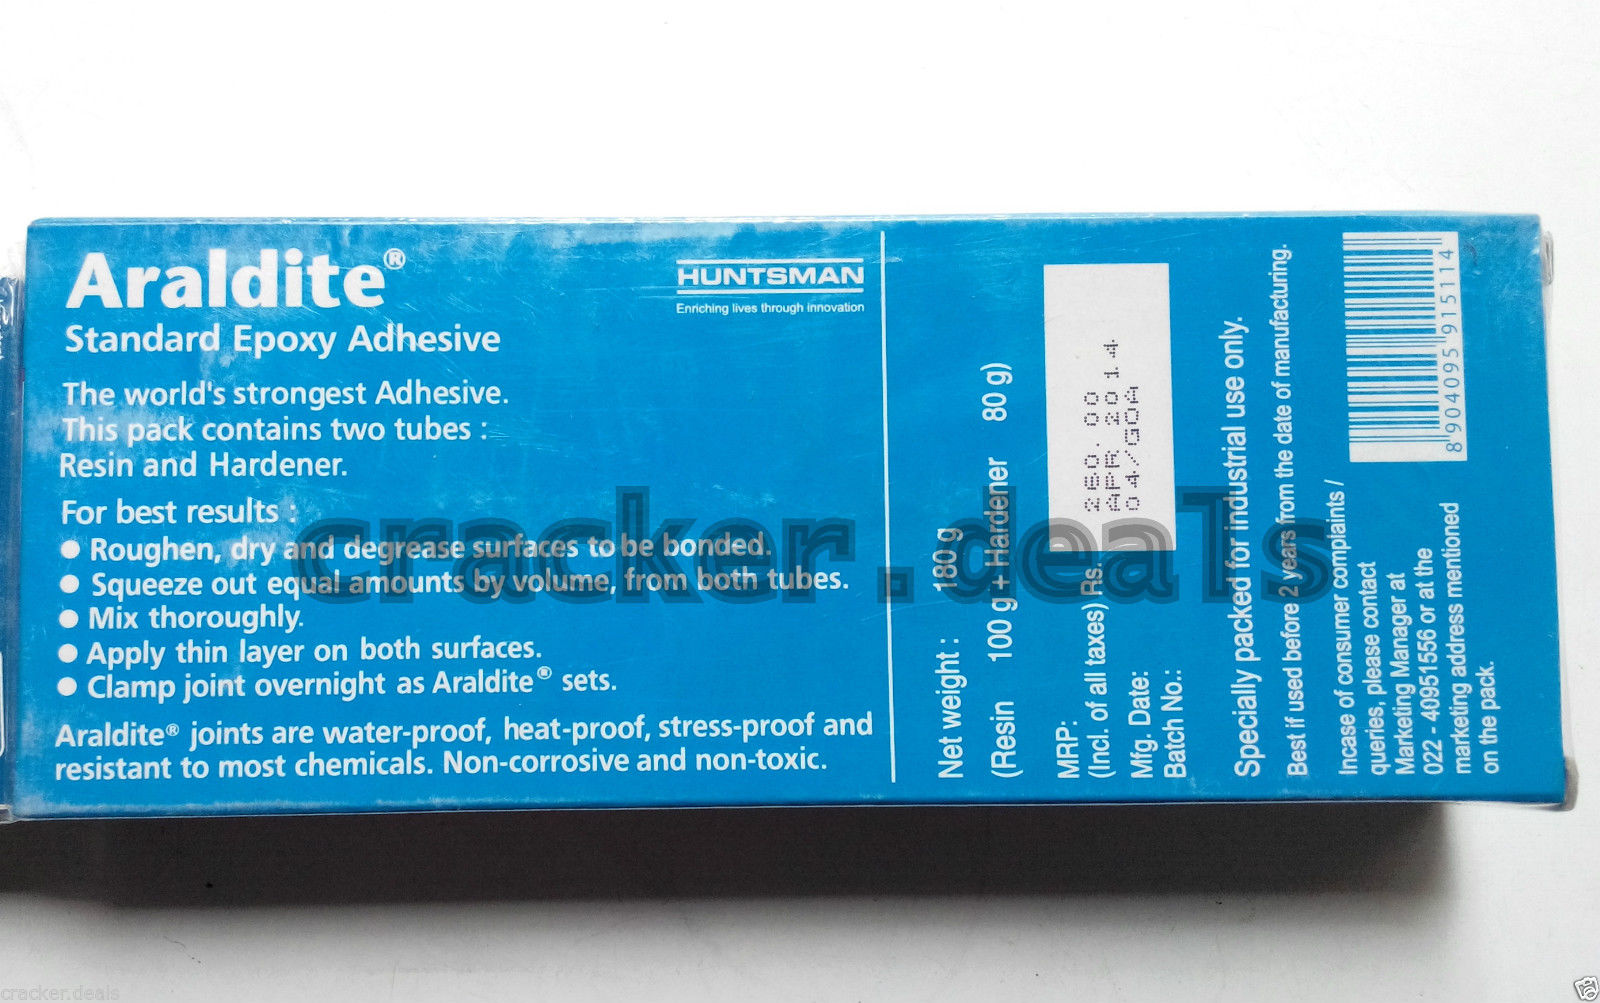 Araldite®
Standard Epoxy Adhesive
HUNTSMAN
Enriching lives through innovation
The world's strongest Adhesive.
This pack contains two tubes :
Resin and Hardener.
For best results :
● Roughen, dry and degrease surfaces to be bonded.
● Squeeze out equal amounts by volume, from both tubes.
● Mix thoroughly.
● Apply thin layer on both surfaces.
● Clamp joint overnight as Araldite® sets.
Araldite® joints are water-proof, heat-proof, stress-proof and
resistant to most chemicals. Non-corrosive and non-toxic.
Net weight : 180 g
(Resin 100 g + Hardener 80 g)
MRP:
(Incl. of all taxes) Rs.
Mfg. Date:
Batch No.:
260.00
APR 2014
04/GOA
Specially packed for industrial use only.
Best if used before 2 years from the date of manufacturing.
Incase of consumer complaints /
queries, please contact
Marketing Manager at
022 - 40951556 or at the
marketing address mentioned
on the pack.
8 904095 915114
cracker.deals
cracker.deals